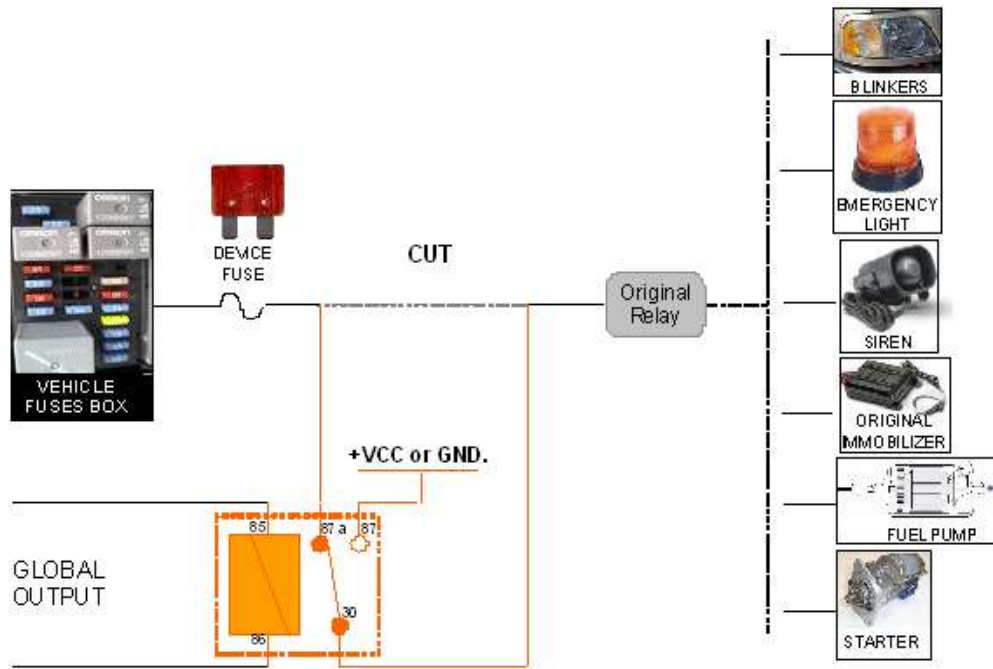 BLINKERS
EMERGENCY
LIGHT
DEVICE
FUSE
CUT
Original
Relay
SIREN
VEHICLE
FUSES BOX
ORIGINAL
IMMOBILIZER
+VCC or GND.
FUEL PUMP
85
87 a
87
GLOBAL
OUTPUT
30
86
STARTER